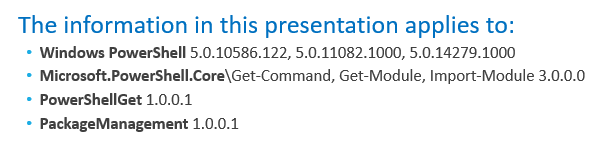 The information in this presentation applies to:
• Windows PowerShell 5.0.10586.122, 5.0.11082.1000, 5.0.14279.1000
• Microsoft.PowerShell.Core\Get-Command, Get-Module, Import-Module 3.0.0.0
• PowerShellGet 1.0.0.1
• PackageManagement 1.0.0.1